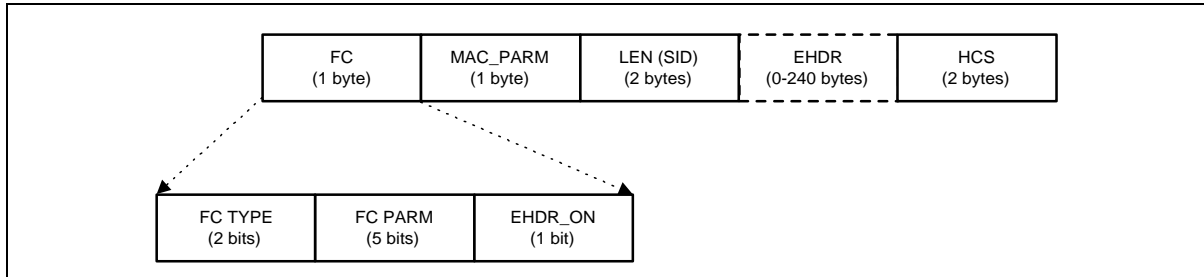 FC
(1 byte)
MAC_PARM
(1 byte)
LEN (SID)
(2 bytes)
EHDR
(0-240 bytes)
HCS
(2 bytes)
FC TYPE
(2 bits)
FC PARM
(5 bits)
EHDR_ON
(1 bit)